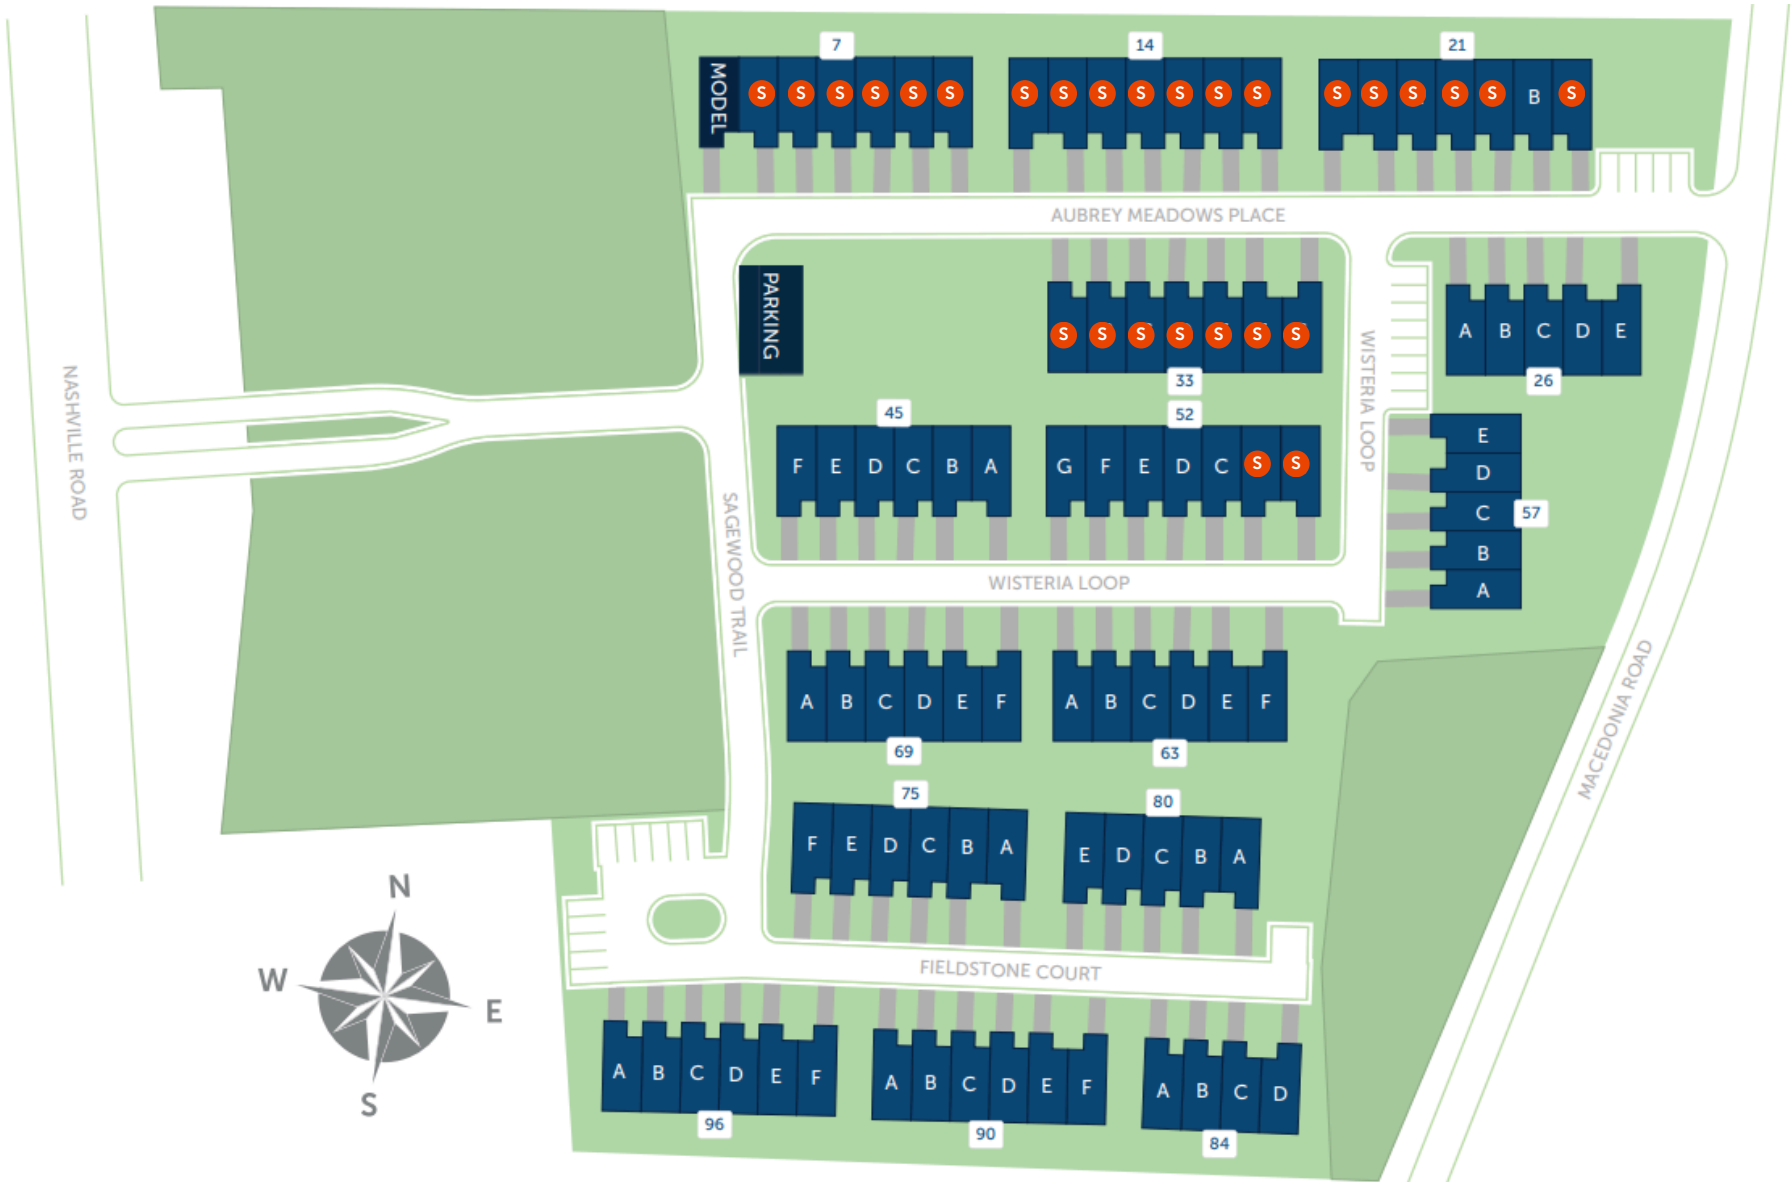 7
14
21
MODEL
S S S S S S
S S S S S S S
S S S S S B S
AUBREY MEADOWS PLACE
PARKING
S S S S S S S
33
A B C D E
26
WISTERIA LOOP
NASHVILLE ROAD
45
F E D C B A
52
G F E D C S S
E
D
C
B
A
57
SAGEWOOD TRAIL
WISTERIA LOOP
A B C D E F
69
A B C D E F
63
MACEDONIA ROAD
75
F E D C B A
80
E D C B A
FIELDSTONE COURT
N
W
E
S
A B C D E F
96
A B C D E F
90
A B C D
84